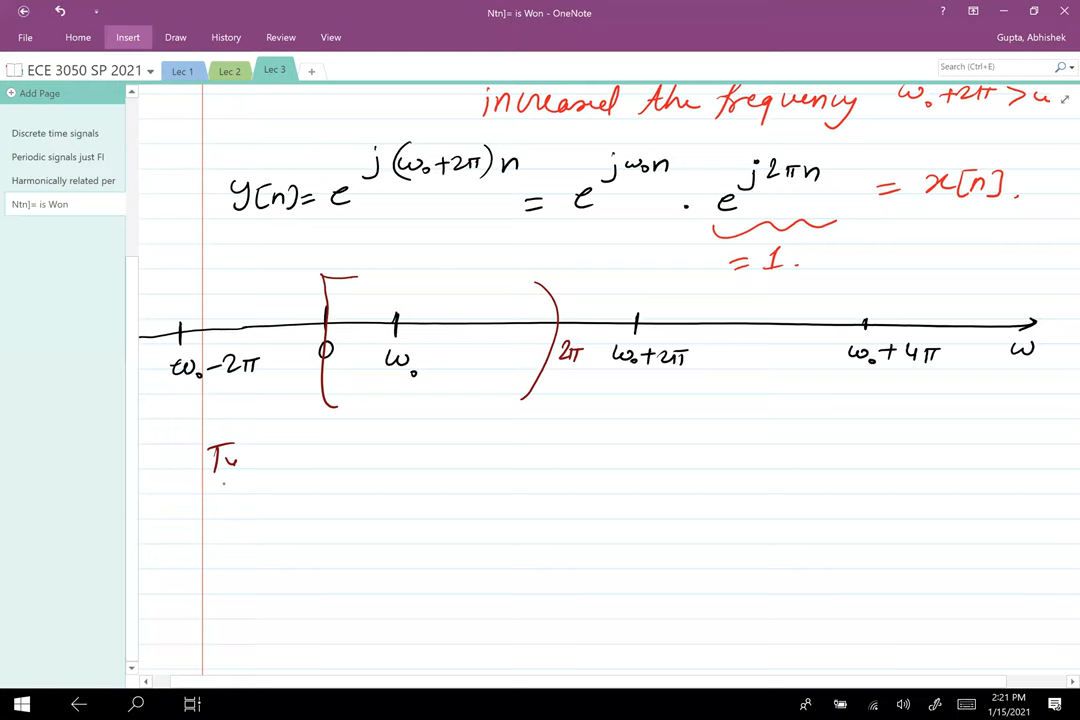 Ntn]= is Won - OneNote
?
File Home Insert Draw History Review View
Gupta, Abhishek
ECE 3050 SP 2021
Lec 1 Lec 2 Lec 3 +
Search (Ctrl+E)
Add Page
Discrete time signals
Periodic signals just FI
Harmonically related per
Ntn]= is Won
increased the frequency ω₀+2π >
y[n]= e^j(ω₀+2π)n = e^jω₀n . e^j2πn = x[n].
= 1.
ω₀-2π 0 ω₀ 2π ω₀+2π ω₀+4π ω
2:21 PM
1/15/2021